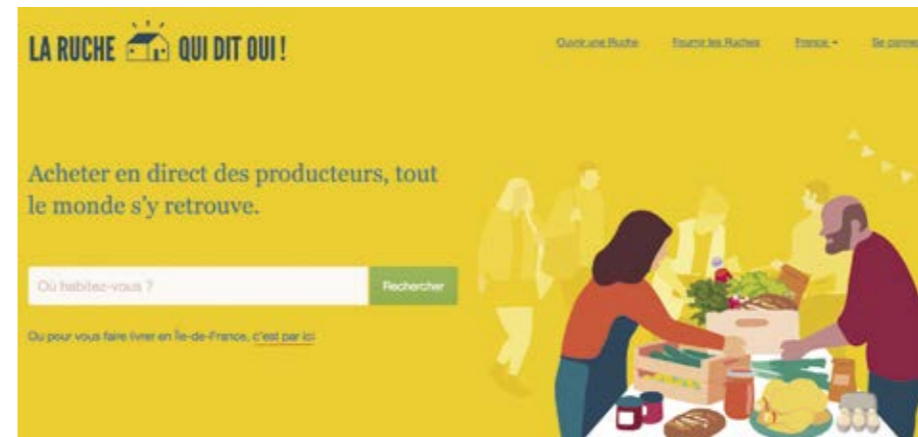 LA RUCHE QUI DIT OUI !
Ouvrir une Ruche Fournir les Ruches France Se
Acheter en direct des producteurs, tout
le monde s'y retrouve.
Où habitez-vous ? Rechercher
Ou pour vous faire livrer en Île-de-France, c'est par ici